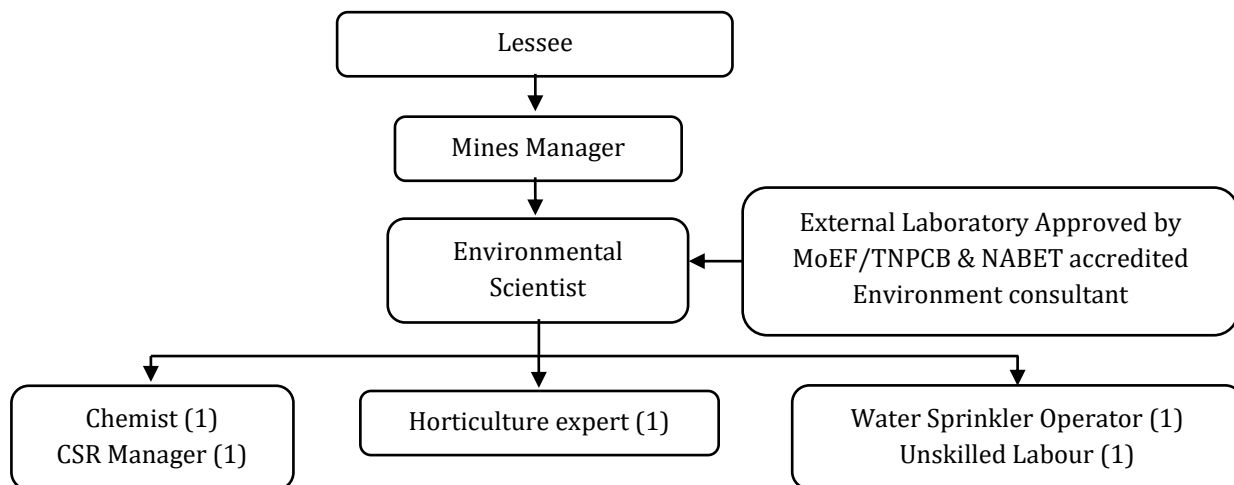 Lessee
Mines Manager
Environmental
Scientist
External Laboratory Approved by
MoEF/TNPCB & NABET accredited
Environment consultant
Chemist (1)
CSR Manager (1)
Horticulture expert (1)
Water Sprinkler Operator (1)
Unskilled Labour (1)